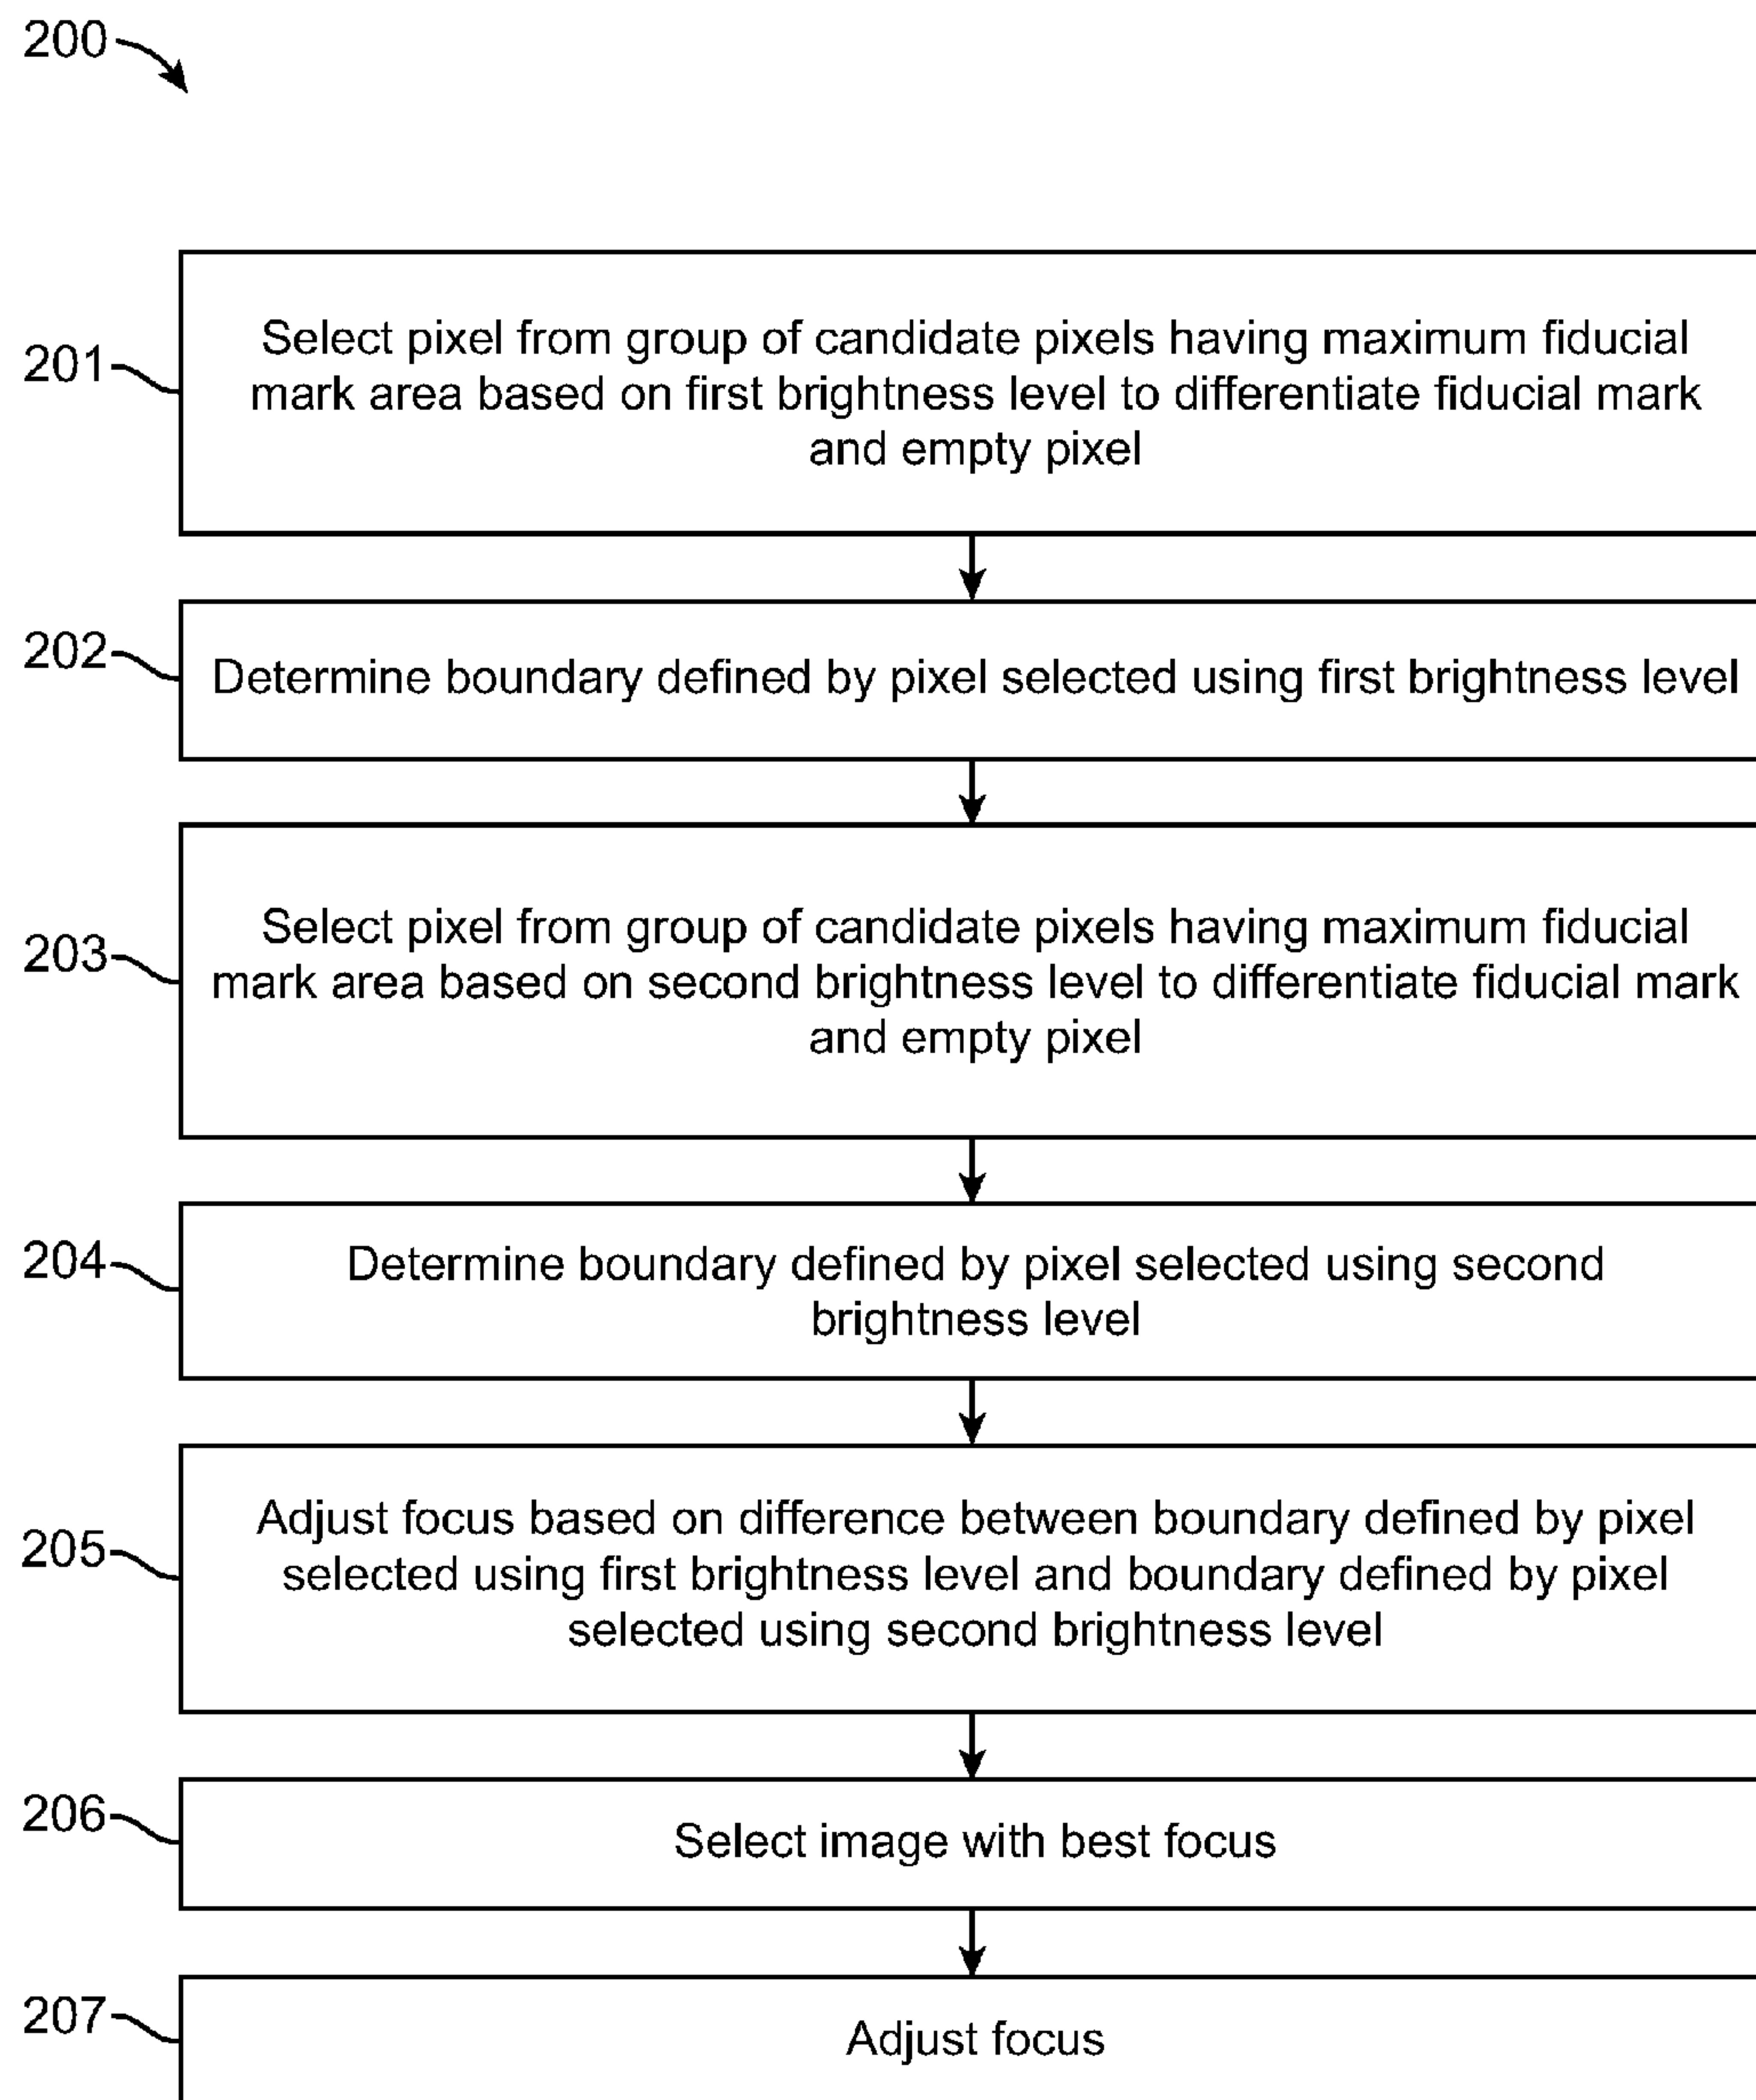 200
201
Select pixel from group of candidate pixels having maximum fiducial
mark area based on first brightness level to differentiate fiducial mark
and empty pixel
202
Determine boundary defined by pixel selected using first brightness level
203
Select pixel from group of candidate pixels having maximum fiducial
mark area based on second brightness level to differentiate fiducial mark
and empty pixel
204
Determine boundary defined by pixel selected using second
brightness level
205
Adjust focus based on difference between boundary defined by pixel
selected using first brightness level and boundary defined by pixel
selected using second brightness level
206
Select image with best focus
207
Adjust focus